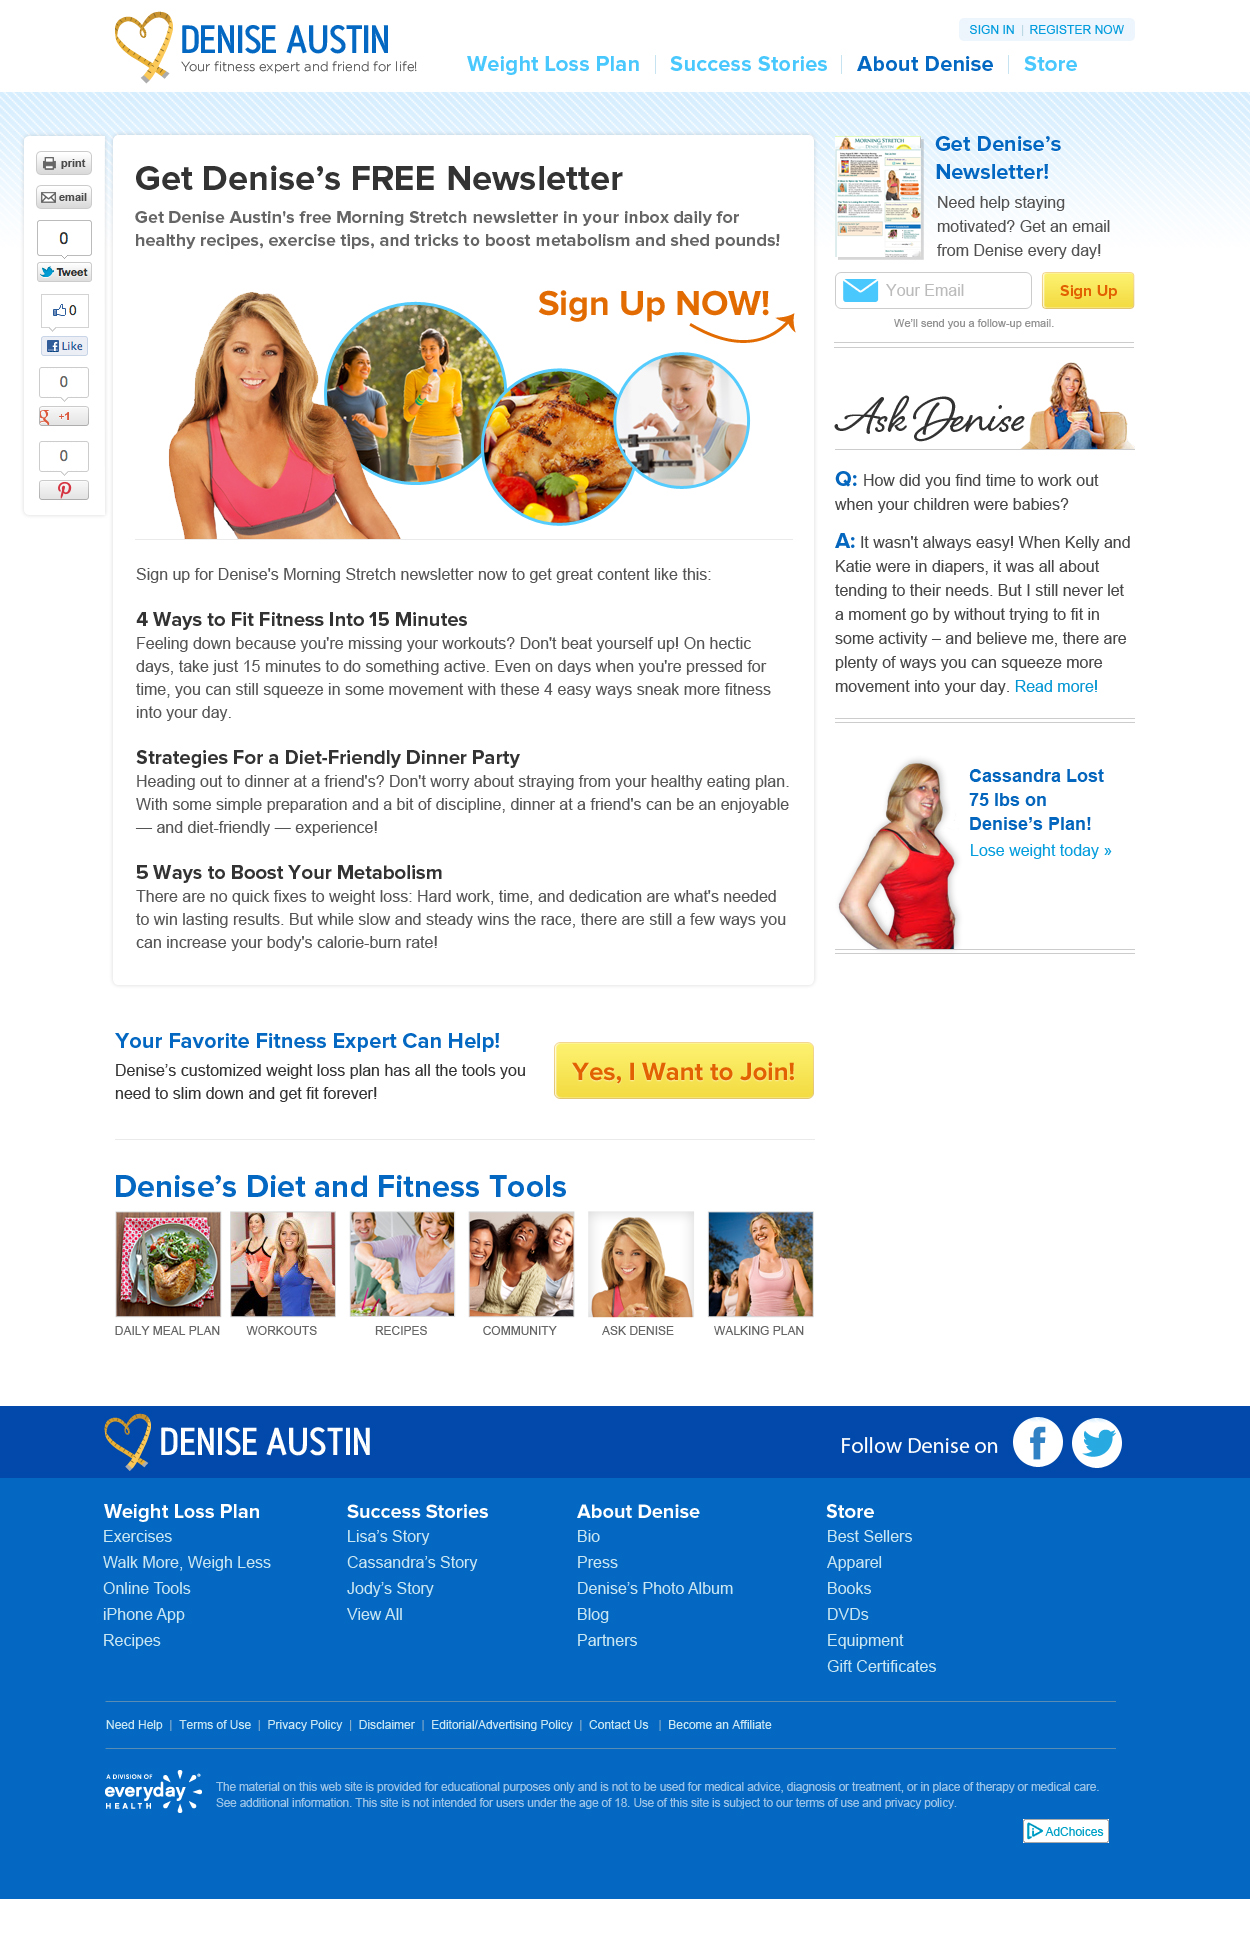 DENISE AUSTIN
Your fitness expert and friend for life!
SIGN IN | REGISTER NOW
Weight Loss Plan | Success Stories | About Denise | Store
print
email
0
Tweet
0
Like
0
+1
0
Get Denise’s FREE Newsletter
Get Denise Austin's free Morning Stretch newsletter in your inbox daily for
healthy recipes, exercise tips, and tricks to boost metabolism and shed pounds!
Sign Up NOW!
Sign up for Denise's Morning Stretch newsletter now to get great content like this:
4 Ways to Fit Fitness Into 15 Minutes
Feeling down because you're missing your workouts? Don't beat yourself up! On hectic
days, take just 15 minutes to do something active. Even on days when you're pressed for
time, you can still squeeze in some movement with these 4 easy ways sneak more fitness
into your day.
Strategies For a Diet-Friendly Dinner Party
Heading out to dinner at a friend's? Don't worry about straying from your healthy eating plan.
With some simple preparation and a bit of discipline, dinner at a friend's can be an enjoyable
— and diet-friendly — experience!
5 Ways to Boost Your Metabolism
There are no quick fixes to weight loss: Hard work, time, and dedication are what's needed
to win lasting results. But while slow and steady wins the race, there are still a few ways you
can increase your body's calorie-burn rate!
MORNING STRETCH
Get Denise’s
Newsletter!
Need help staying
motivated? Get an email
from Denise every day!
Your Email
Sign Up
We'll send you a follow-up email.
Ask Denise
Q: How did you find time to work out
when your children were babies?
A: It wasn't always easy! When Kelly and
Katie were in diapers, it was all about
tending to their needs. But I still never let
a moment go by without trying to fit in
some activity – and believe me, there are
plenty of ways you can squeeze more
movement into your day. Read more!
Cassandra Lost
75 lbs on
Denise’s Plan!
Lose weight today »
Your Favorite Fitness Expert Can Help!
Denise’s customized weight loss plan has all the tools you
need to slim down and get fit forever!
Yes, I Want to Join!
Denise’s Diet and Fitness Tools
DAILY MEAL PLAN
WORKOUTS
RECIPES
COMMUNITY
ASK DENISE
WALKING PLAN
DENISE AUSTIN
Follow Denise on
Weight Loss Plan
Exercises
Walk More, Weigh Less
Online Tools
iPhone App
Recipes
Success Stories
Lisa’s Story
Cassandra’s Story
Jody’s Story
View All
About Denise
Bio
Press
Denise’s Photo Album
Blog
Partners
Store
Best Sellers
Apparel
Books
DVDs
Equipment
Gift Certificates
Need Help | Terms of Use | Privacy Policy | Disclaimer | Editorial/Advertising Policy | Contact Us | Become an Affiliate
A DIVISION OF
everyday
HEALTH
The material on this web site is provided for educational purposes only and is not to be used for medical advice, diagnosis or treatment, or in place of therapy or medical care.
See additional information. This site is not intended for users under the age of 18. Use of this site is subject to our terms of use and privacy policy.
AdChoices